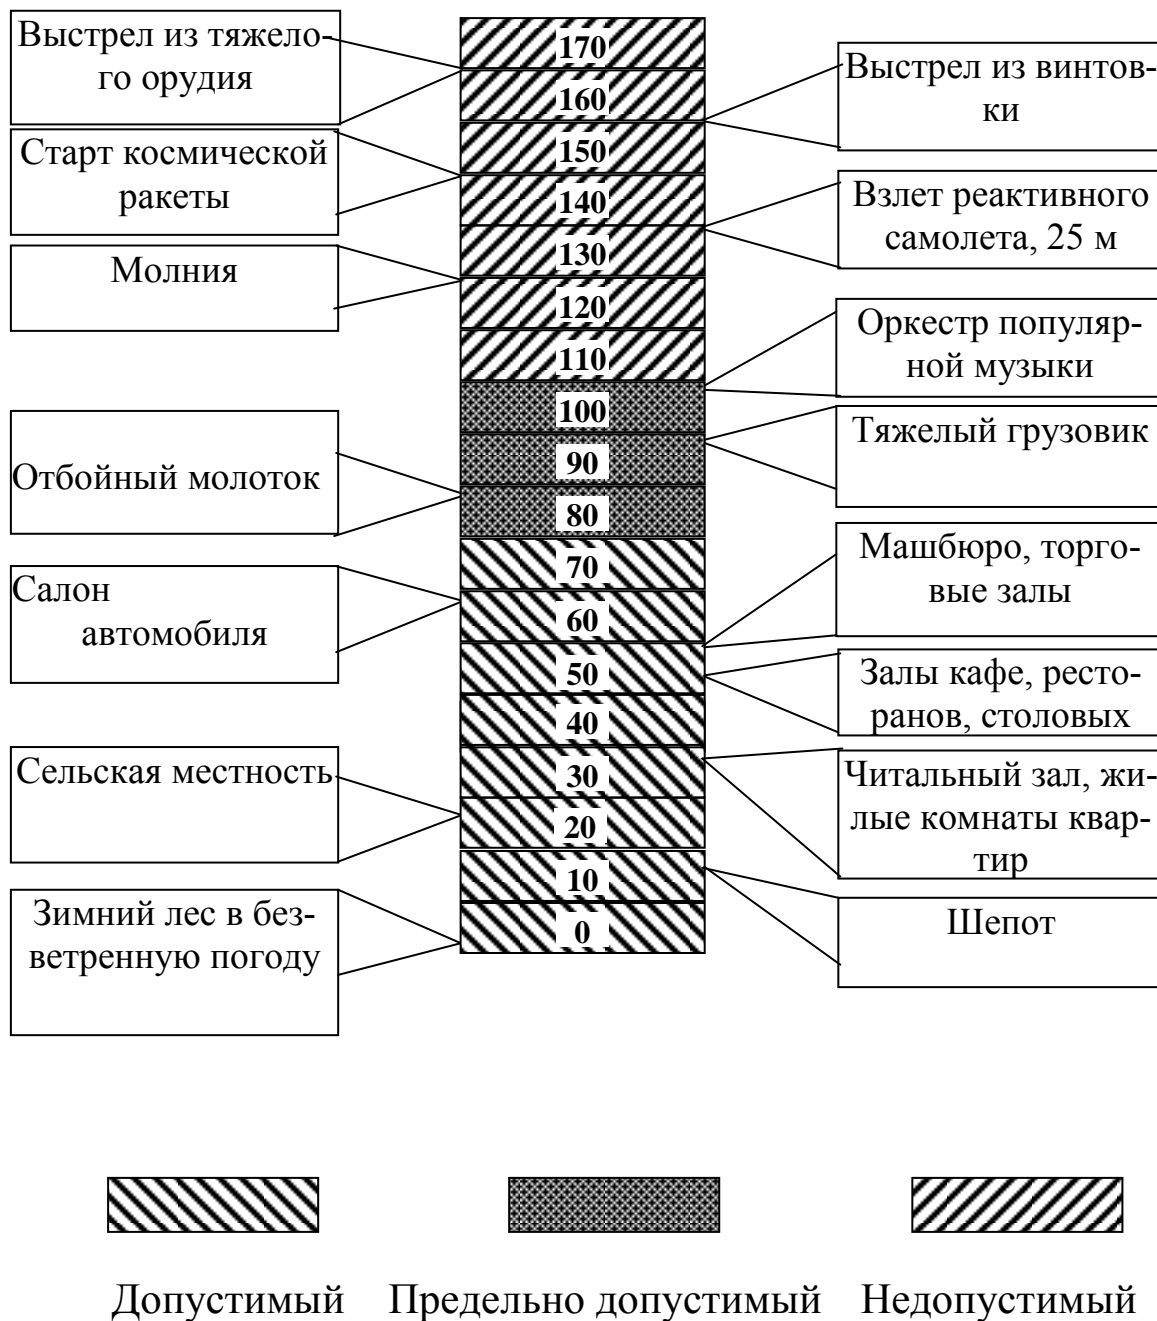 Выстрел из тяжело-
го орудия
Старт космической
ракеты
Молния
Отбойный молоток
Салон
автомобиля
Сельская местность
Зимний лес в без-
ветренную погоду
170
160
150
140
130
120
110
100
90
80
70
60
50
40
30
20
10
0
Выстрел из винтов-
ки
Взлет реактивного
самолета, 25 м
Оркестр популяр-
ной музыки
Тяжелый грузовик
Машбюро, торго-
вые залы
Залы кафе, ресто-
ранов, столовых
Читальный зал, жи-
лые комнаты квар-
тир
Шепот
Допустимый
Предельно допустимый
Недопустимый